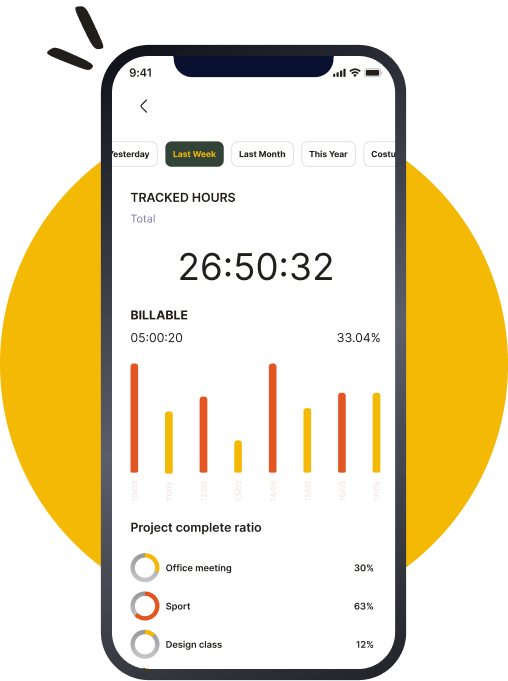 9:41
Yesterday Last Week Last Month This Year Costu
TRACKED HOURS
Total
26:50:32
BILLABLE
05:00:20 33.04%
10/05 11/05 12/05 13/05 14/05 15/05 16/05 17/05
Project complete ratio
Office meeting 30%
Sport 63%
Design class 12%